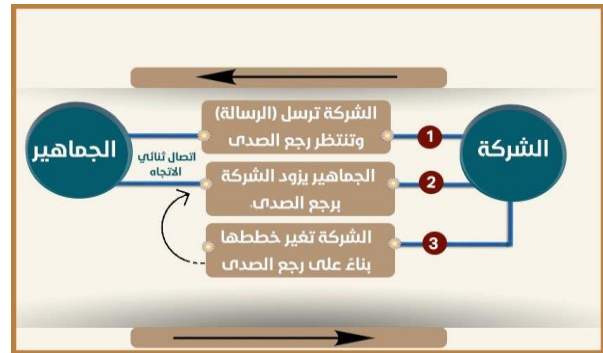 الشركة
1
الشركة ترسل (الرسالة)
وتنتظر رجع الصدى
الجماهير
اتصال ثنائي
الاتجاه
2
الجماهير يزود الشركة
برجع الصدى.
3
الشركة تغير خططها
بناءً على رجع الصدى